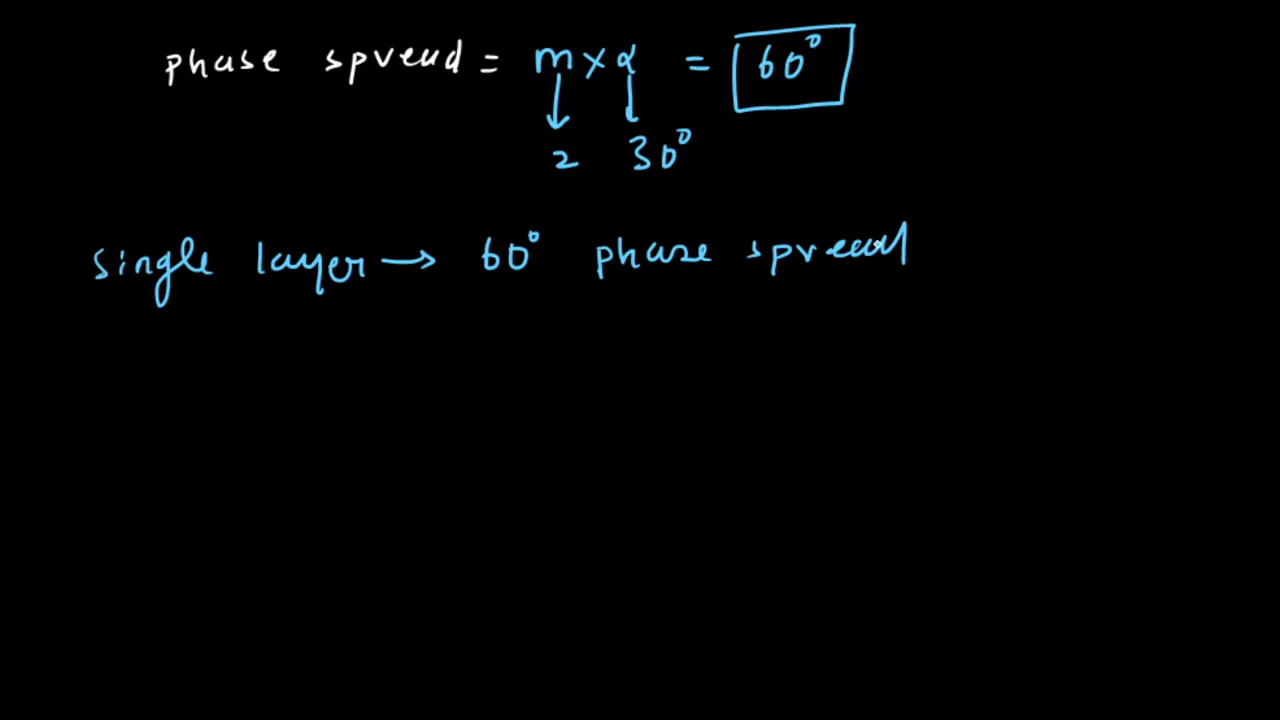 phase spread = m × α = 60°
2 30°
single layer → 60° phase spread